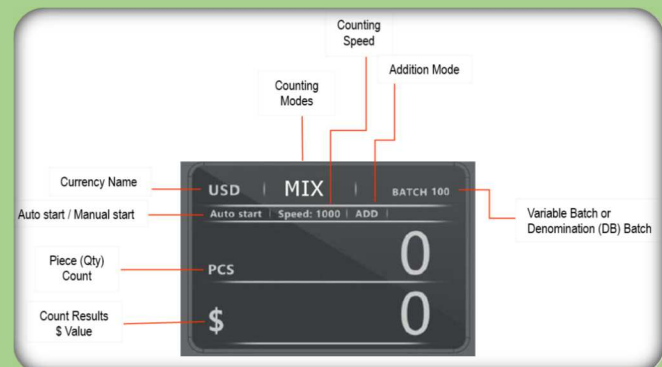 Counting
Speed
Addition Mode
Counting
Modes
Currency Name
USD | MIX | BATCH 100
Auto start / Manual start
Auto start | Speed: 1000 | ADD |
Variable Batch or
Denomination (DB) Batch
Piece (Qty)
Count
PCS 0
Count Results
$ Value
$ 0